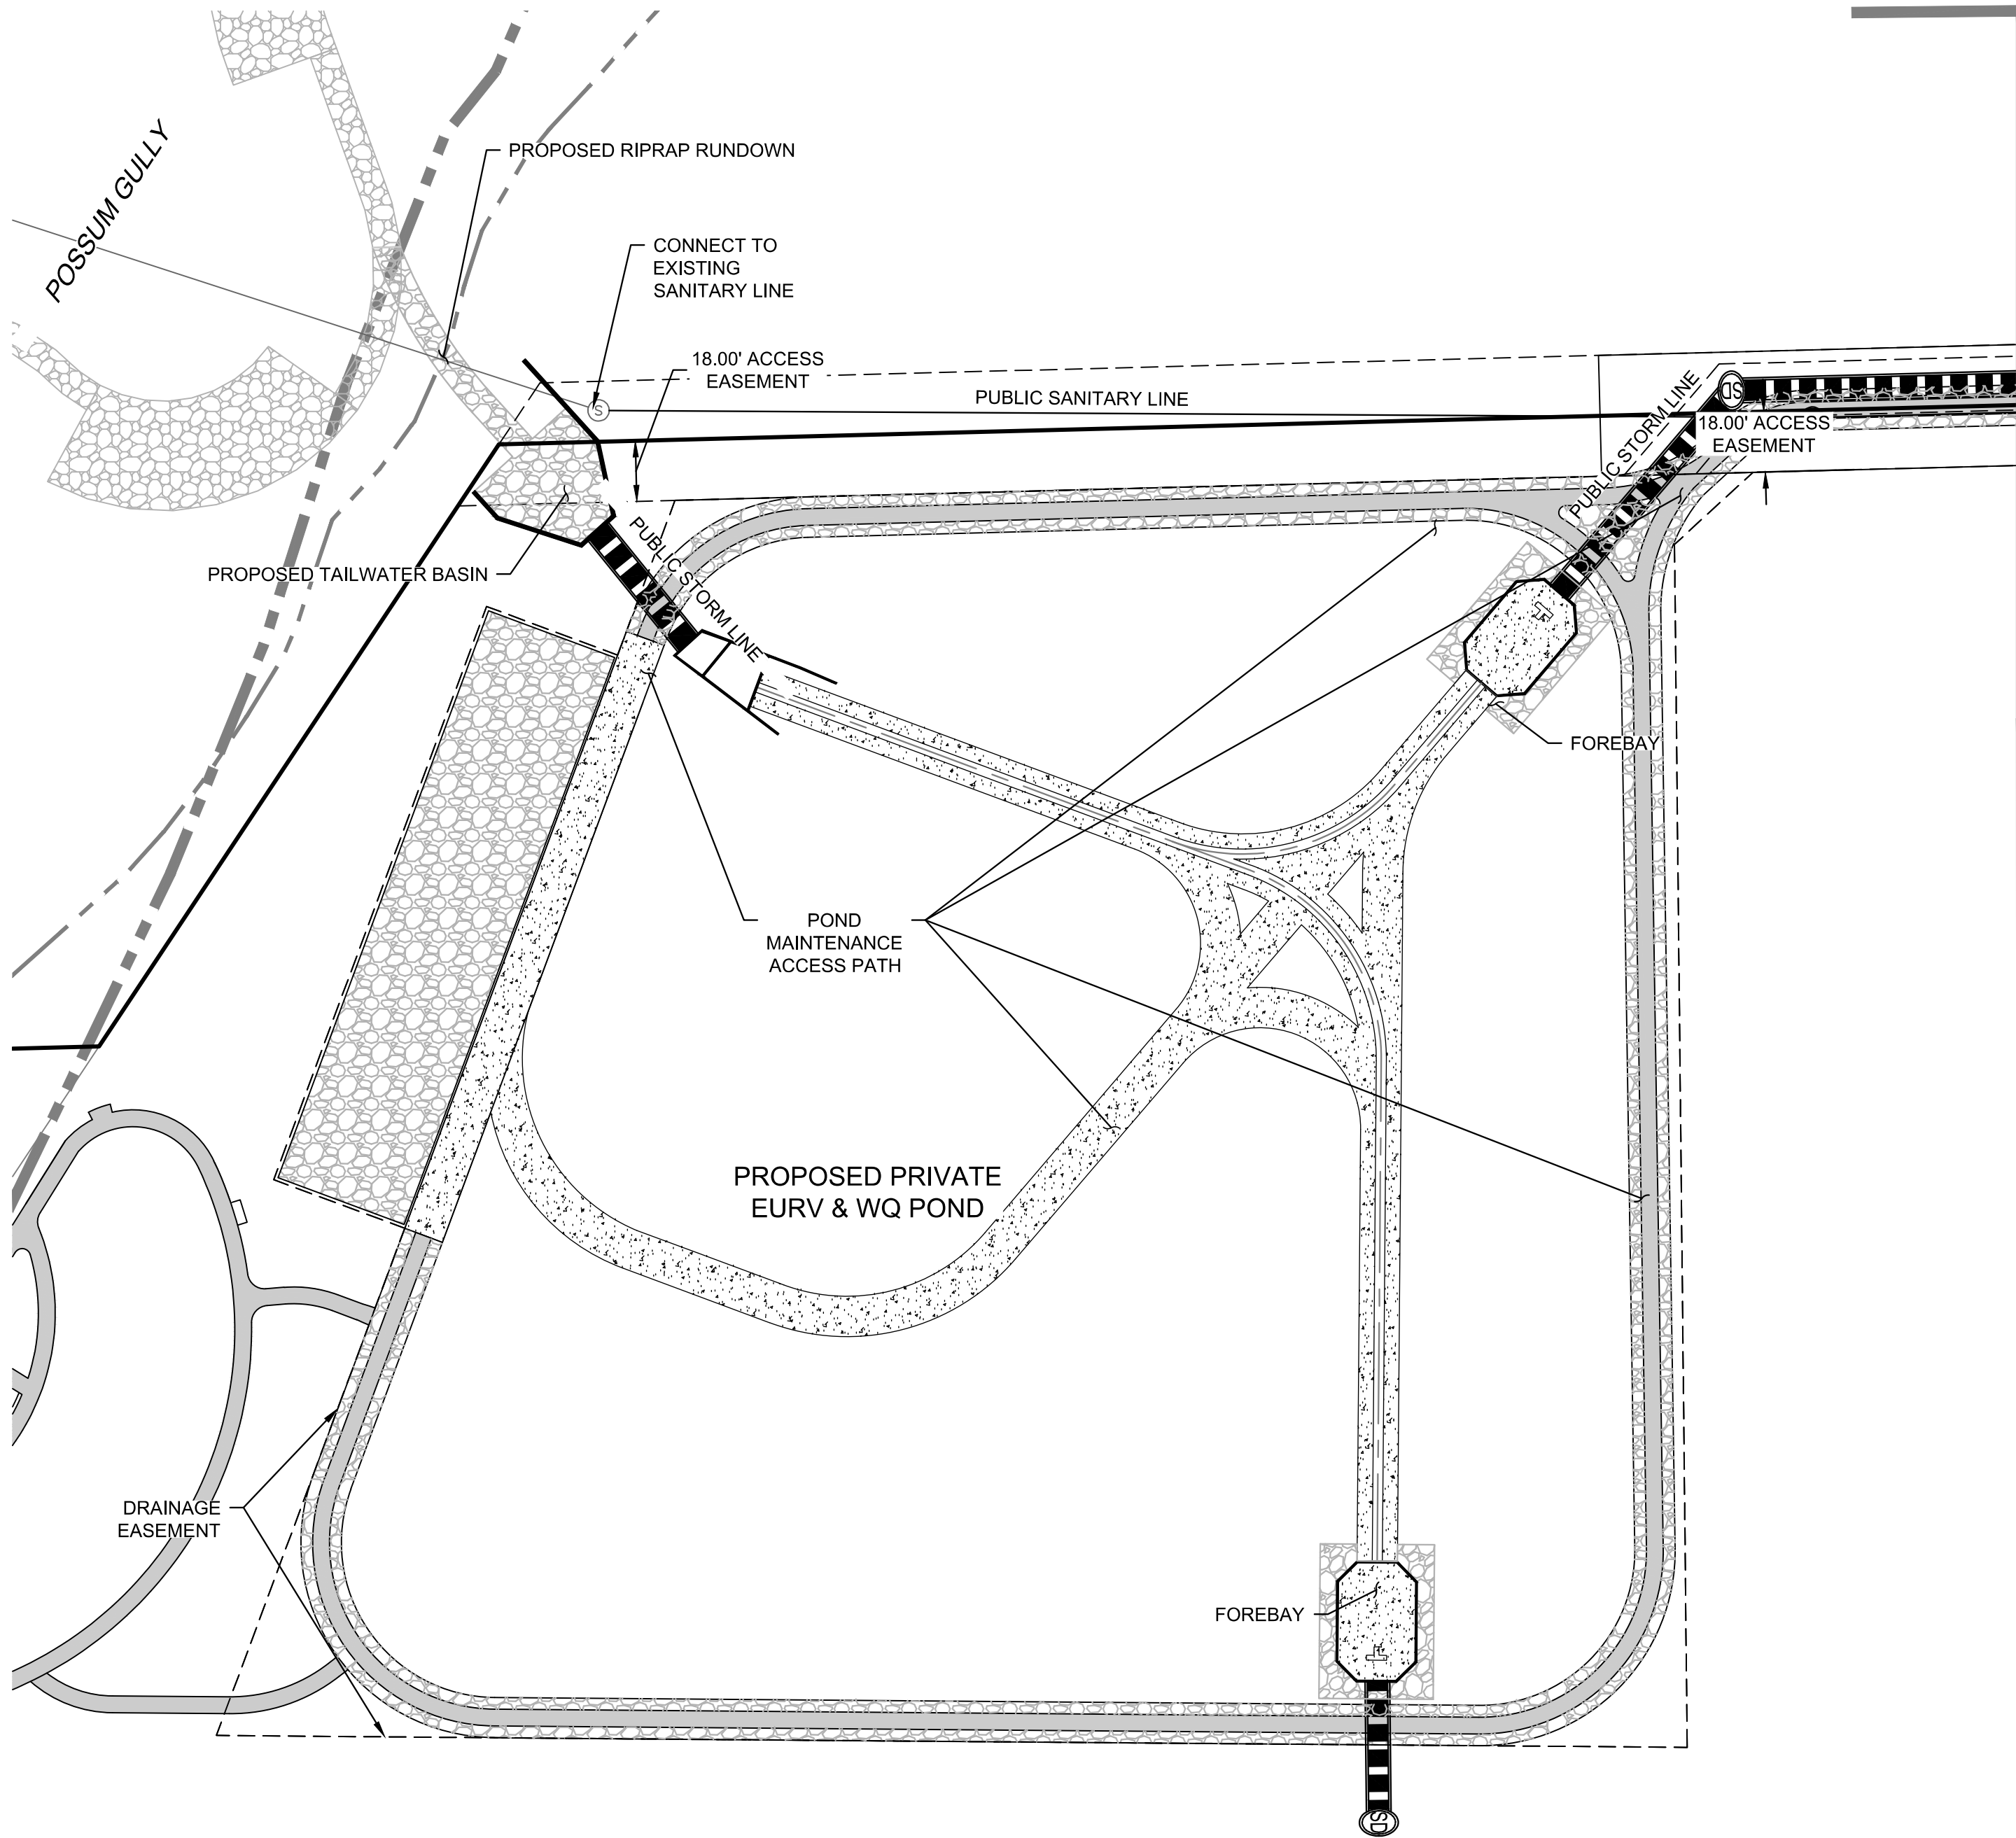 POSSUM GULLY
PROPOSED RIPRAP RUNDOWN
CONNECT TO
EXISTING
SANITARY LINE
18.00' ACCESS
EASEMENT
PUBLIC SANITARY LINE
PUBLIC STORM LINE
SD
18.00' ACCESS
EASEMENT
S
PROPOSED TAILWATER BASIN
PUBLIC STORM LINE
FOREBAY
POND
MAINTENANCE
ACCESS PATH
PROPOSED PRIVATE
EURV & WQ POND
DRAINAGE
EASEMENT
FOREBAY
SD